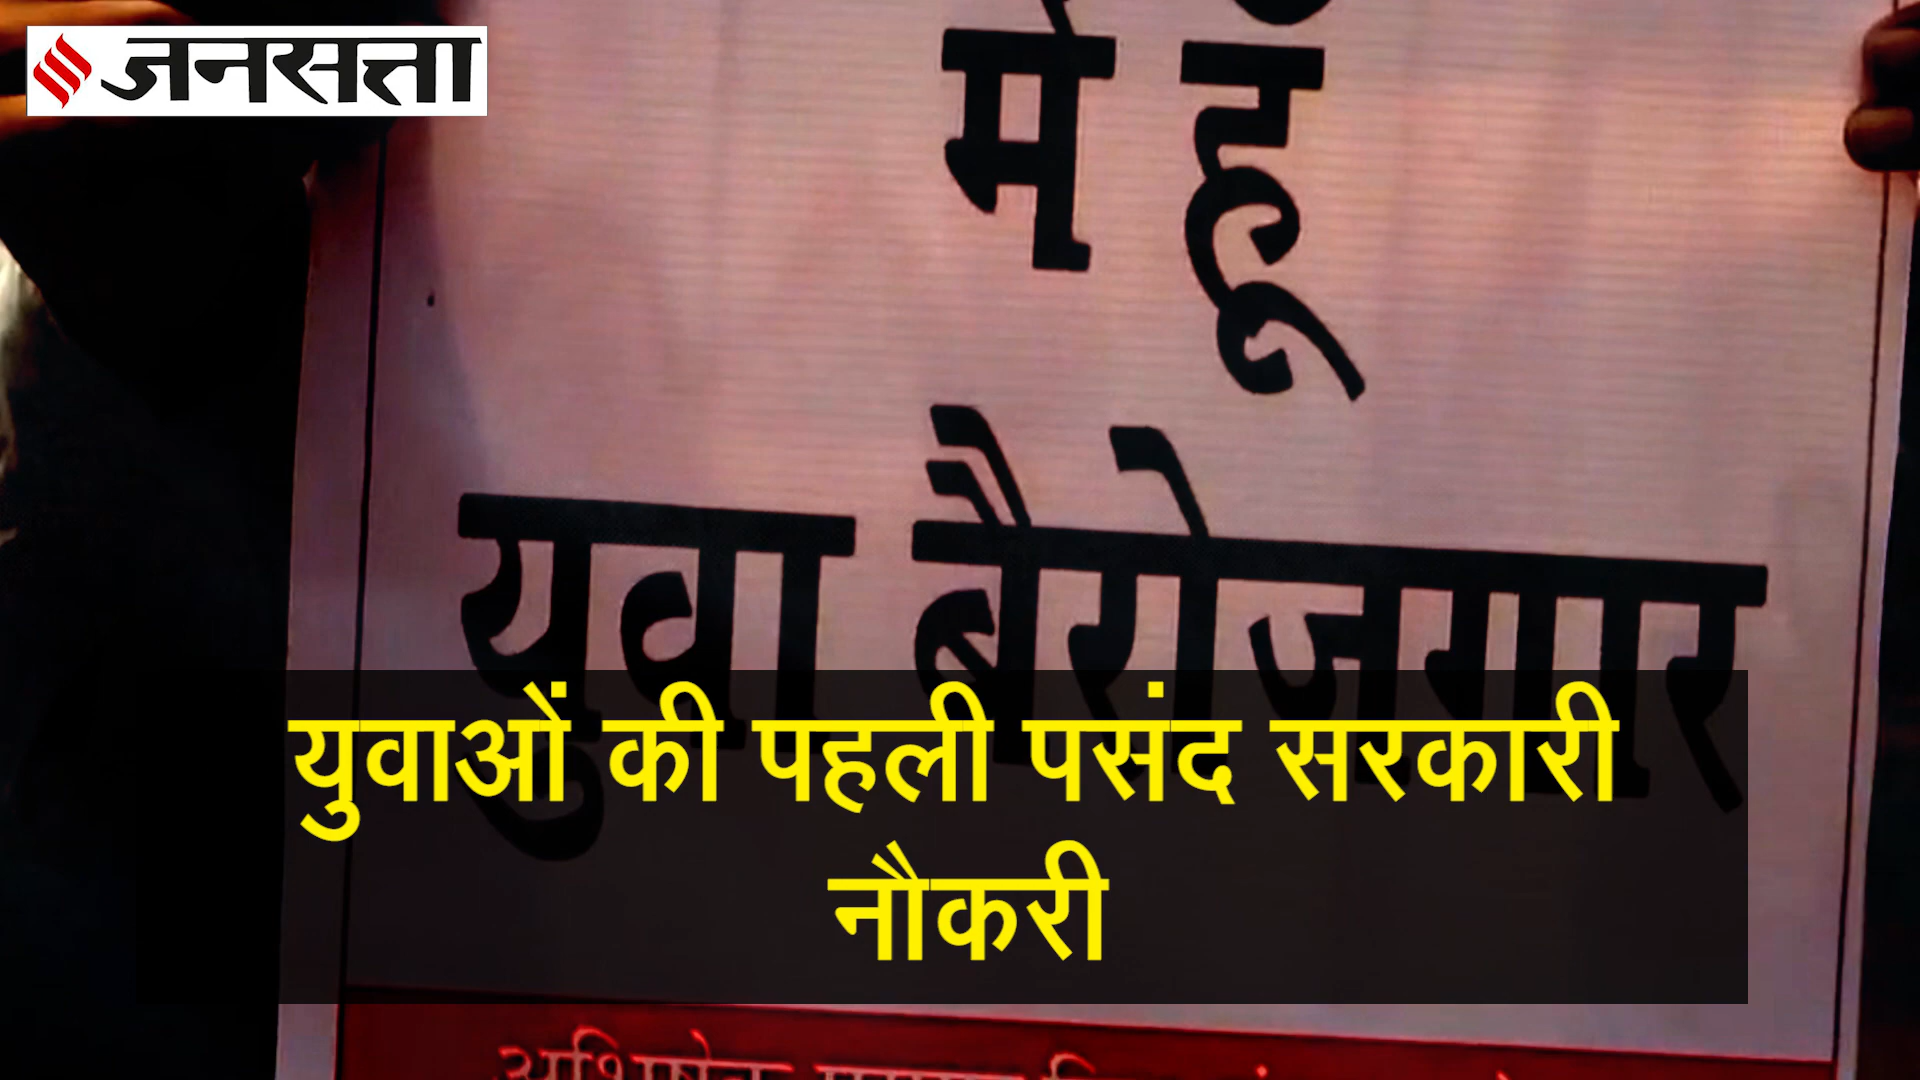 जनसत्ता
हूँ
युवा बैरोजगार
युवाओं की पहली पसंद सरकारी
नौकरी